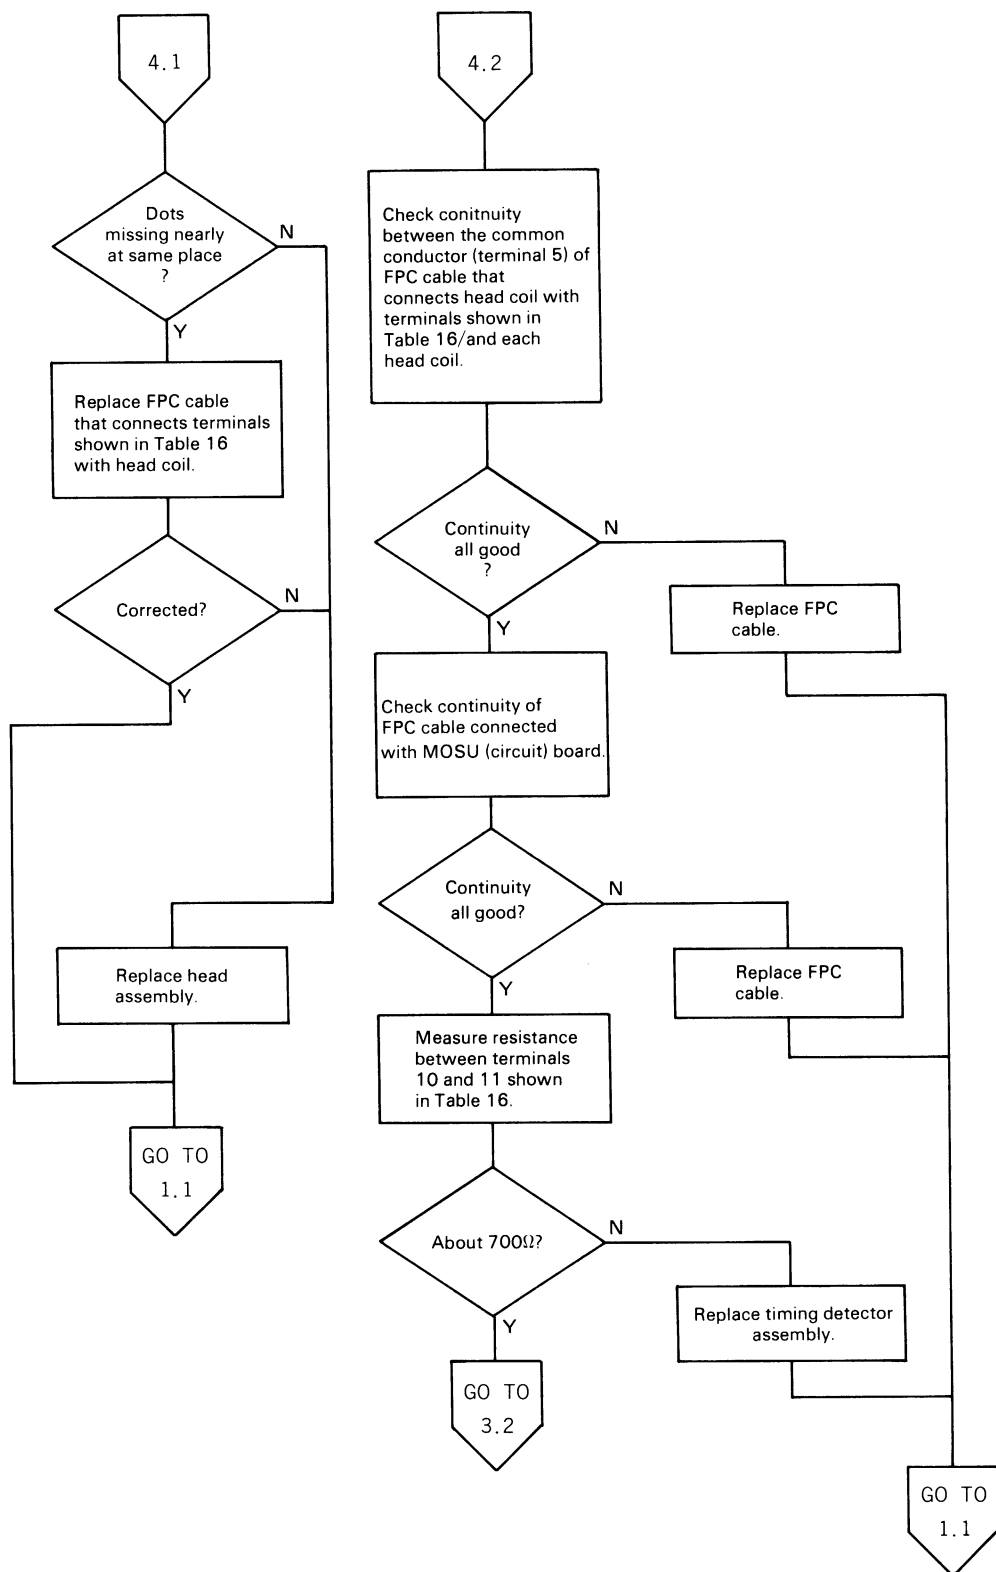 4.1
Dots
missing nearly
at same place
?
N
Y
Replace FPC cable
that connects terminals
shown in Table 16
with head coil.
Corrected?
N
Y
Replace head
assembly.
GO TO
1.1
4.2
Check conitnuity
between the common
conductor (terminal 5) of
FPC cable that
connects head coil with
terminals shown in
Table 16/and each
head coil.
Continuity
all good
?
N
Replace FPC
cable.
Y
Check continuity of
FPC cable connected
with MOSU (circuit) board.
Continuity
all good?
N
Replace FPC
cable.
Y
Measure resistance
between terminals
10 and 11 shown
in Table 16.
About 700Ω?
N
Replace timing detector
assembly.
Y
GO TO
3.2
GO TO
1.1